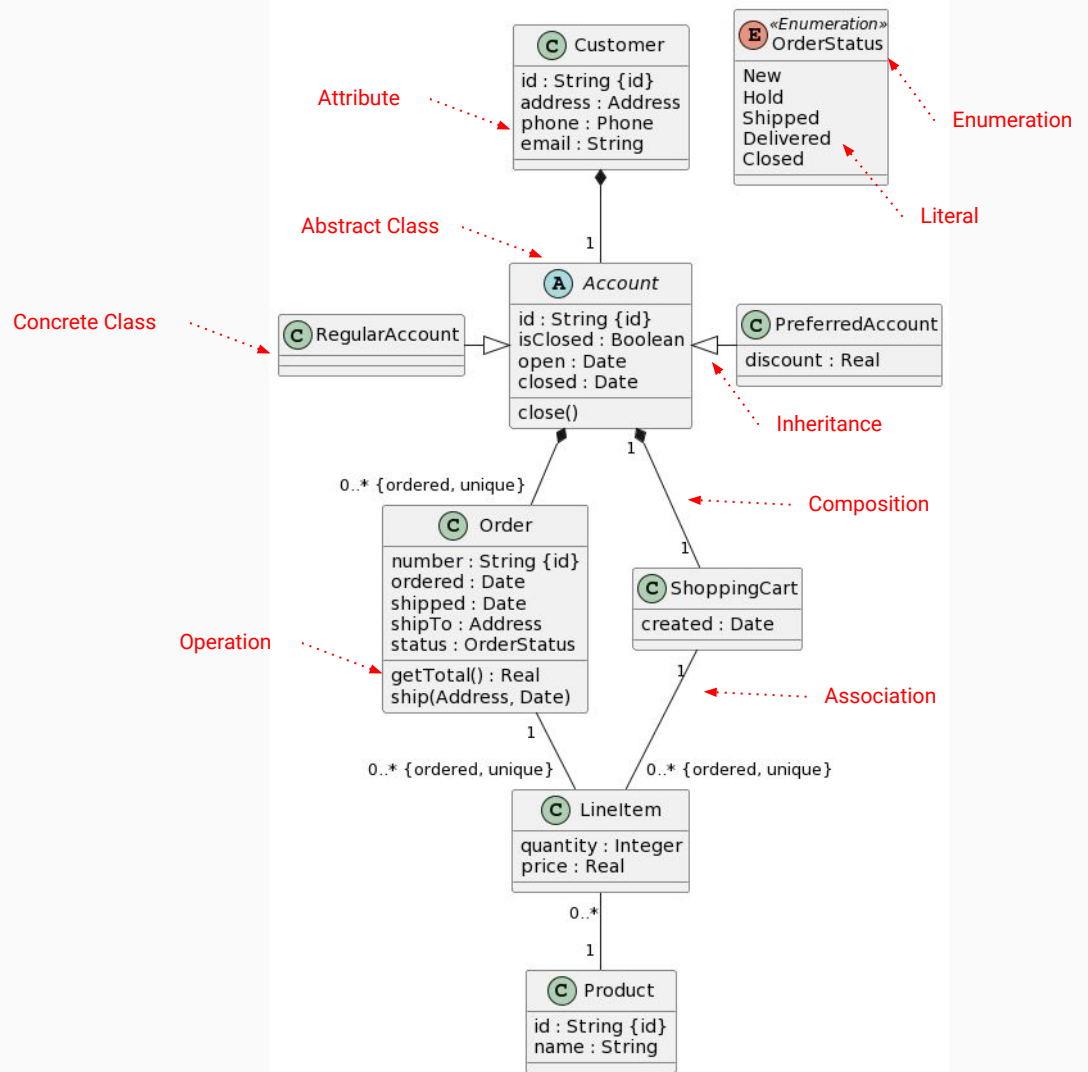 C Customer
id : String {id}
address : Address
phone : Phone
email : String
E «Enumeration»
OrderStatus
New
Hold
Shipped
Delivered
Closed
Attribute
Enumeration
Literal
Abstract Class
1
A Account
id : String {id}
isClosed : Boolean
open : Date
closed : Date
close()
Concrete Class
C RegularAccount
C PreferredAccount
discount : Real
Inheritance
1
0..* {ordered, unique}
Composition
1
C Order
number : String {id}
ordered : Date
shipped : Date
shipTo : Address
status : OrderStatus
getTotal() : Real
ship(Address, Date)
Operation
C ShoppingCart
created : Date
1
Association
1
0..* {ordered, unique}
0..* {ordered, unique}
C LineItem
quantity : Integer
price : Real
0..*
1
C Product
id : String {id}
name : String